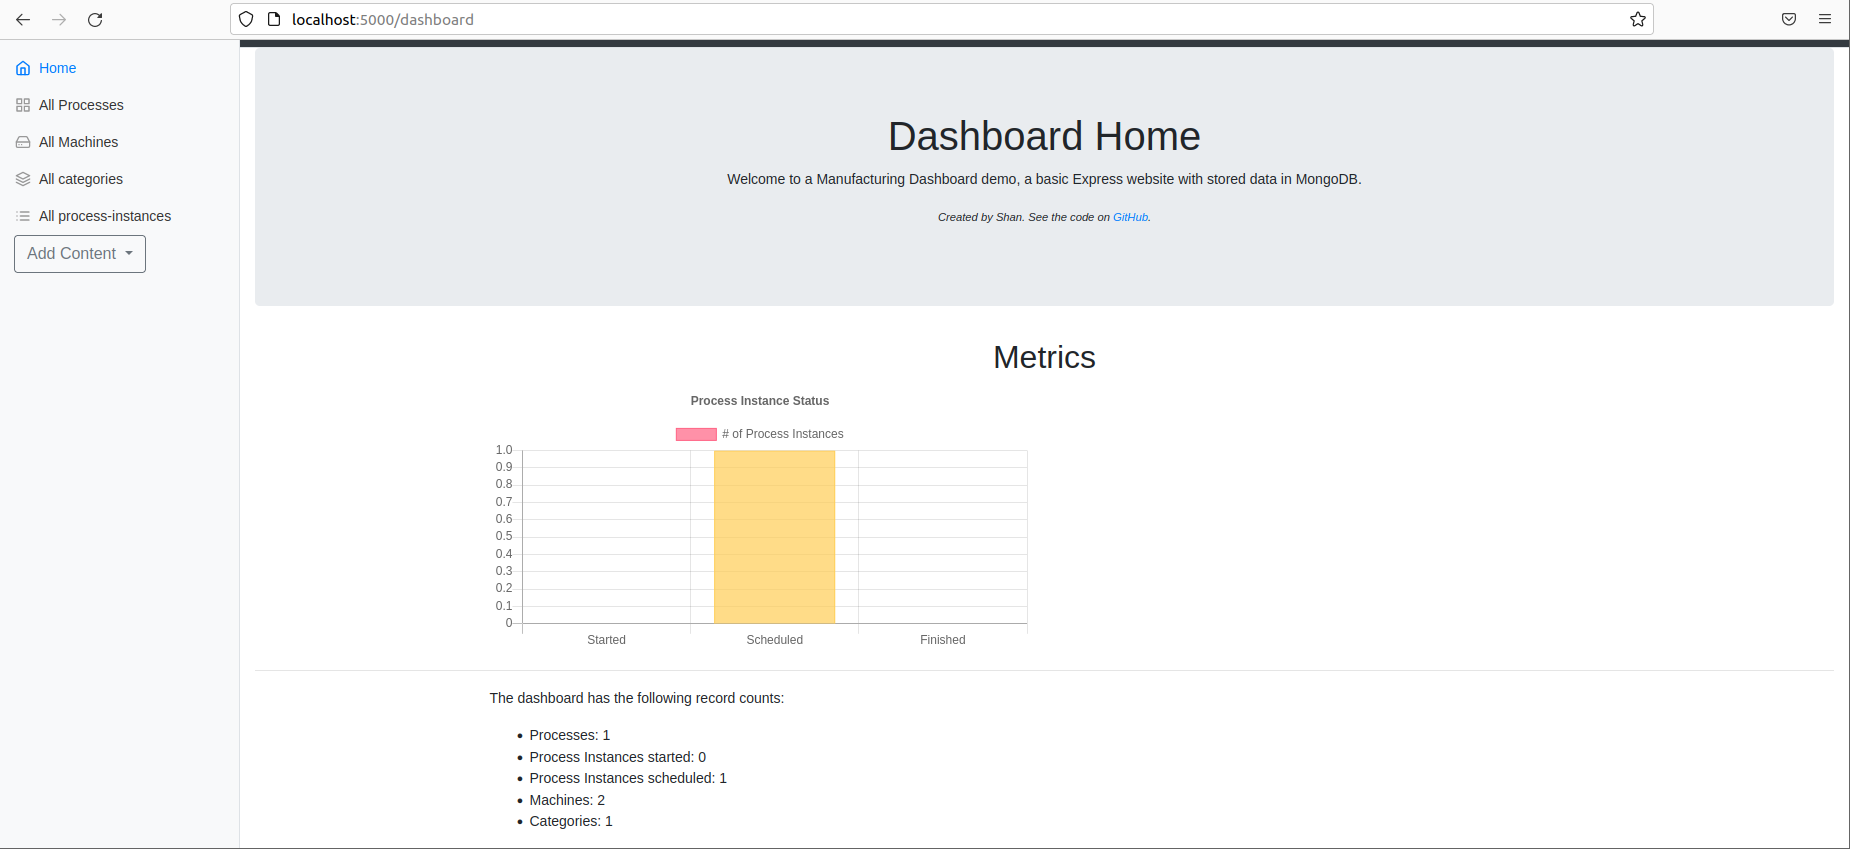 localhost:5000/dashboard
Home
All Processes
All Machines
All categories
All process-instances
Add Content
Dashboard Home
Welcome to a Manufacturing Dashboard demo, a basic Express website with stored data in MongoDB.
Created by Shan. See the code on GitHub.
Metrics
Process Instance Status
# of Process Instances
1.0
0.9
0.8
0.7
0.6
0.5
0.4
0.3
0.2
0.1
0
Started Scheduled Finished
The dashboard has the following record counts:
• Processes: 1
• Process Instances started: 0
• Process Instances scheduled: 1
• Machines: 2
• Categories: 1